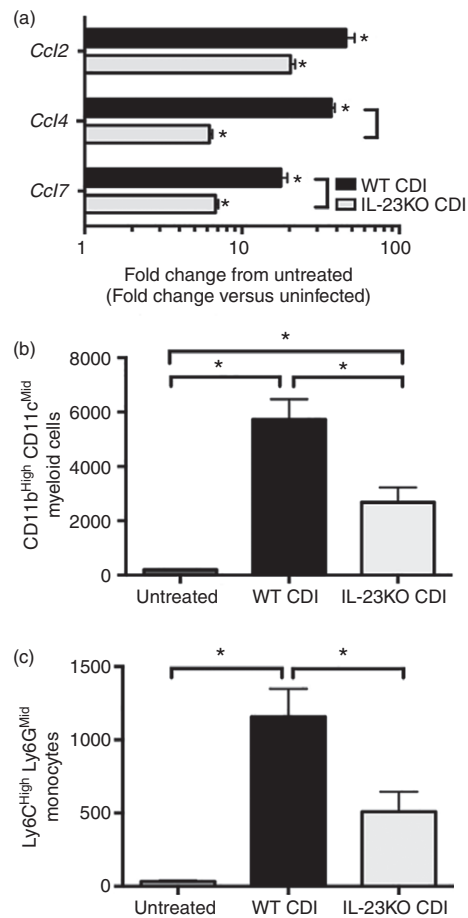 (a)
Ccl2
*
*
Ccl4
*
*
Ccl7
*
*
WT CDI
IL-23KO CDI
1
10
100
Fold change from untreated
(Fold change versus uninfected)
(b)
CD11bHigh CD11cMid
myeloid cells
8000
6000
4000
2000
0
*
*
*
Untreated
WT CDI
IL-23KO CDI
(c)
Ly6CHigh Ly6GMid
monocytes
1500
1000
500
0
*
*
Untreated
WT CDI
IL-23KO CDI